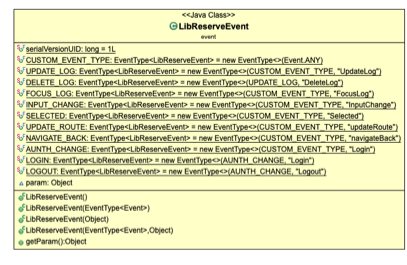 <<Java Class>>
LibReserveEvent
event
serialVersionUID: long = 1L
CUSTOM_EVENT_TYPE: EventType<LibReserveEvent> = new EventType<>(Event.ANY)
UPDATE_LOG: EventType<LibReserveEvent> = new EventType<>(CUSTOM_EVENT_TYPE, "UpdateLog")
DELETE_LOG: EventType<LibReserveEvent> = new EventType<>(UPDATE_LOG, "DeleteLog")
FOCUS_LOG: EventType<LibReserveEvent> = new EventType<>(CUSTOM_EVENT_TYPE, "FocusLog")
INPUT_CHANGE: EventType<LibReserveEvent> = new EventType<>(CUSTOM_EVENT_TYPE, "InputChange")
SELECTED: EventType<LibReserveEvent> = new EventType<>(CUSTOM_EVENT_TYPE, "Selected")
UPDATE_ROUTE: EventType<LibReserveEvent> = new EventType<>(CUSTOM_EVENT_TYPE, "updateRoute")
NAVIGATE_BACK: EventType<LibReserveEvent> = new EventType<>(CUSTOM_EVENT_TYPE, "navigateBack")
AUNTH_CHANGE: EventType<LibReserveEvent> = new EventType<>(CUSTOM_EVENT_TYPE, "Login")
LOGIN: EventType<LibReserveEvent> = new EventType<>(AUNTH_CHANGE, "Login")
LOGOUT: EventType<LibReserveEvent> = new EventType<>(AUNTH_CHANGE, "Logout")
param: Object
LibReserveEvent()
LibReserveEvent(EventType<Event>)
LibReserveEvent(Object)
LibReserveEvent(EventType<Event>,Object)
getParam():Object